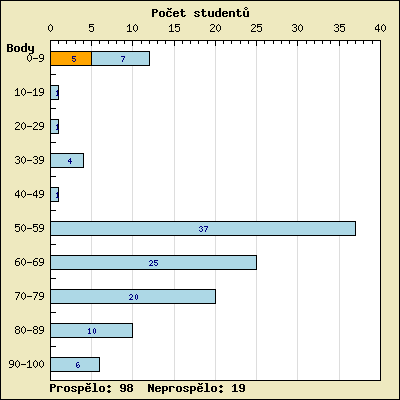 Počet studentů
0 5 10 15 20 25 30 35 40
Body
0-9 5 7
10-19 1
20-29 1
30-39 4
40-49 1
50-59 37
60-69 25
70-79 20
80-89 10
90-100 6
Prospělo: 98 Neprospělo: 19